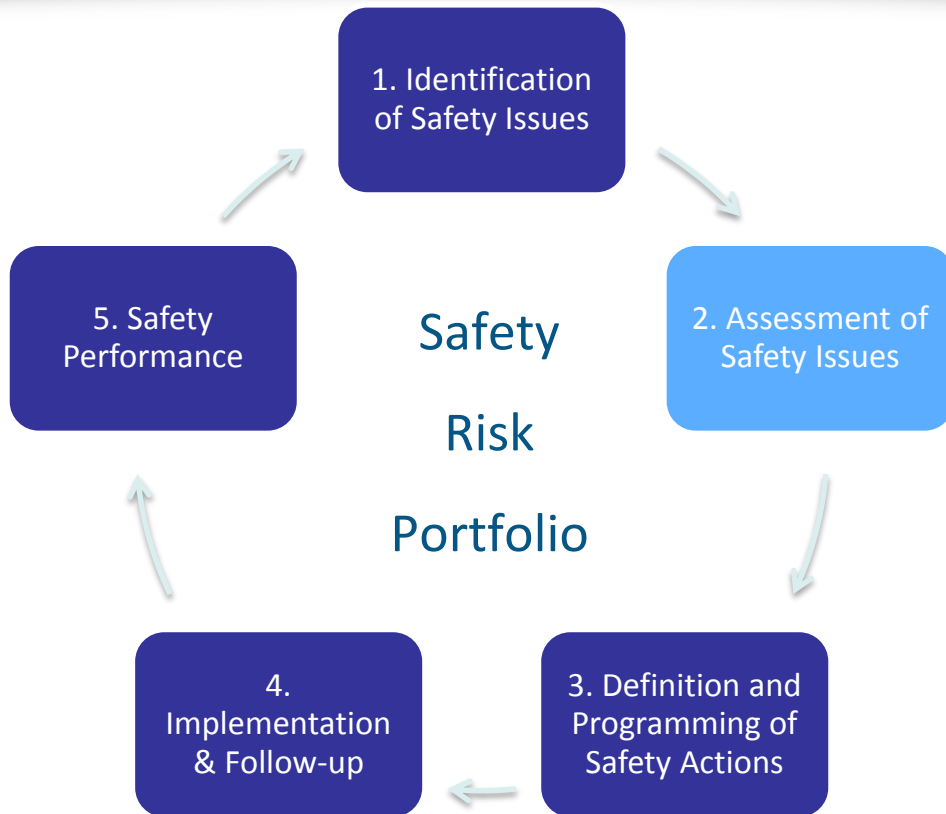 1. Identification
of Safety Issues
5. Safety
Performance
Safety
Risk
Portfolio
2. Assessment of
Safety Issues
4.
Implementation
& Follow-up
3. Definition and
Programming of
Safety Actions